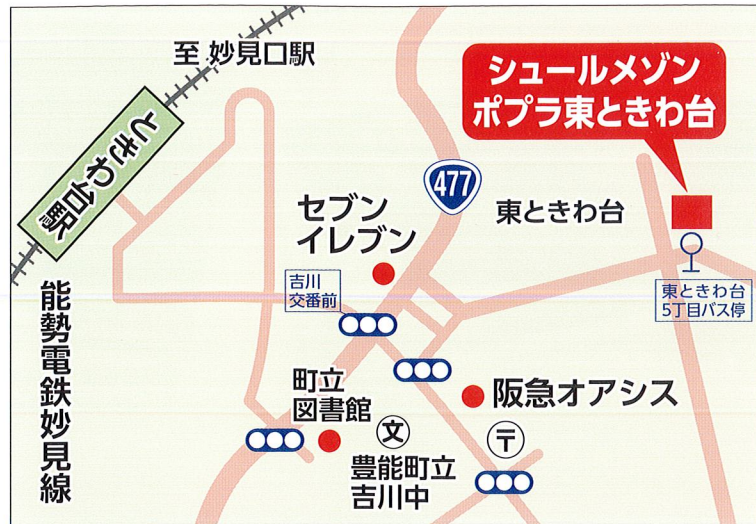 至 妙見口駅
シュールメゾン
ポプラ東ときわ台
ときわ台駅
477
セブン
イレブン
東ときわ台
吉川
交番前
東ときわ台
5丁目バス停
能勢電鉄妙見線
町立
図書館
阪急オアシス
文
〒
豊能町立
吉川中